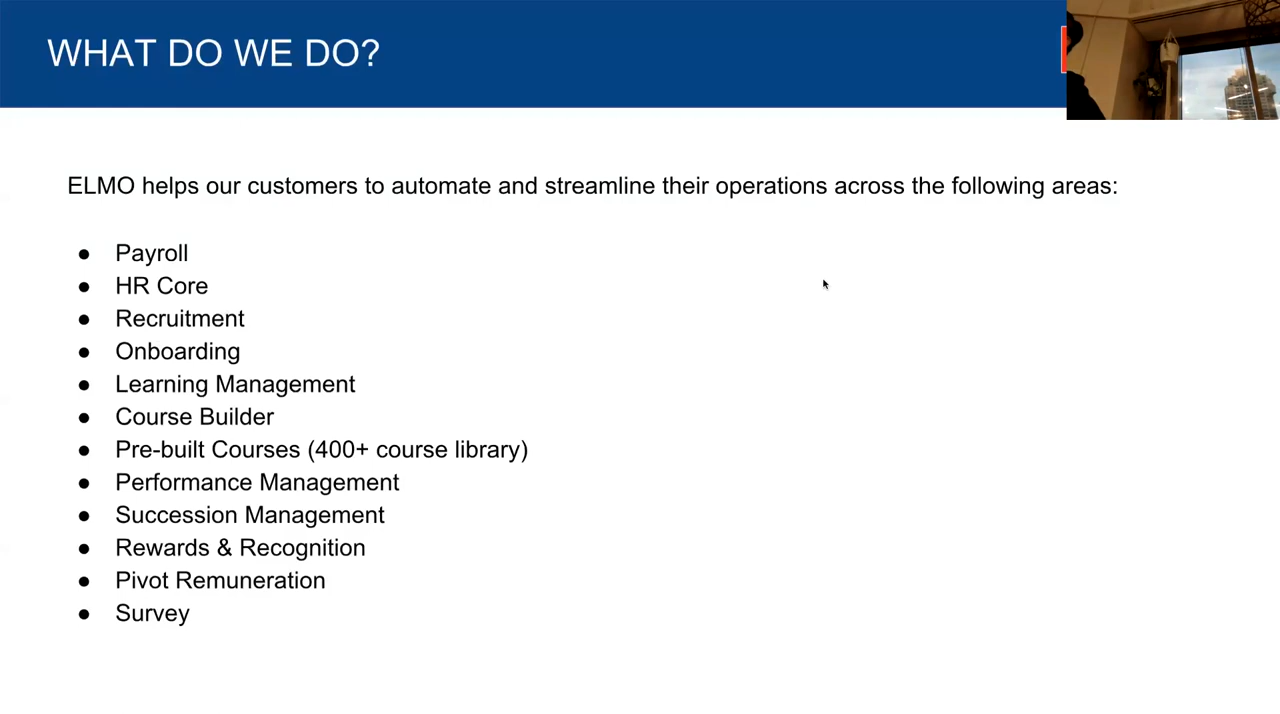 WHAT DO WE DO?
ELMO helps our customers to automate and streamline their operations across the following areas:
● Payroll
● HR Core
● Recruitment
● Onboarding
● Learning Management
● Course Builder
● Pre-built Courses (400+ course library)
● Performance Management
● Succession Management
● Rewards & Recognition
● Pivot Remuneration
● Survey